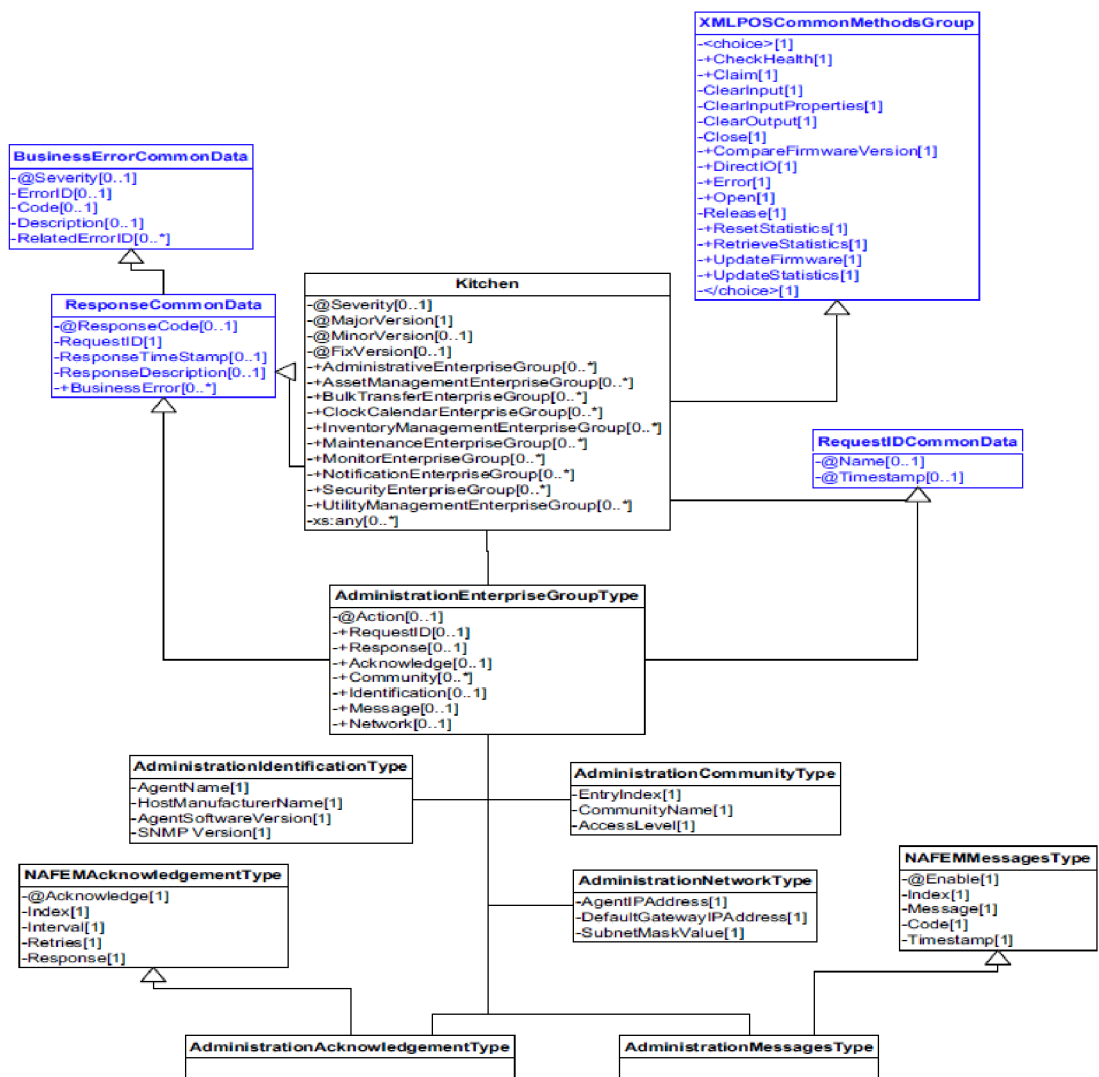 XMLPOSCommonMethodsGroup
-<choice>[1]
-+CheckHealth[1]
-+Claim[1]
-ClearInput[1]
-ClearInputProperties[1]
-ClearOutput[1]
-Close[1]
-+CompareFirmwareVersion[1]
-+DirectIO[1]
-+Error[1]
-+Open[1]
-Release[1]
-+ResetStatistics[1]
-+RetrieveStatistics[1]
-+UpdateFirmware[1]
-+UpdateStatistics[1]
-</choice>[1]
BusinessErrorCommonData
-@Severity[0..1]
-ErrorID[0..1]
-Code[0..1]
-Description[0..1]
-RelatedErrorID[0..*]
ResponseCommonData
-@ResponseCode[0..1]
-RequestID[1]
-ResponseTimeStamp[0..1]
-ResponseDescription[0..1]
-+BusinessError[0..*]
Kitchen
-@Severity[0..1]
-@MajorVersion[1]
-@MinorVersion[0..1]
-@FixVersion[0..1]
-+AdministrativeEnterpriseGroup[0..*]
-+AssetManagementEnterpriseGroup[0..*]
-+BulkTransferEnterpriseGroup[0..*]
-+ClockCalendarEnterpriseGroup[0..*]
-+InventoryManagementEnterpriseGroup[0..*]
-+MaintenanceEnterpriseGroup[0..*]
-+MonitorEnterpriseGroup[0..*]
-+NotificationEnterpriseGroup[0..*]
-+SecurityEnterpriseGroup[0..*]
-+UtilityManagementEnterpriseGroup[0..*]
-xs:any[0..*]
RequestIDCommonData
-@Name[0..1]
-@Timestamp[0..1]
AdministrationEnterpriseGroupType
-@Action[0..1]
-+RequestID[0..1]
-+Response[0..1]
-+Acknowledge[0..1]
-+Community[0..*]
-+Identification[0..1]
-+Message[0..1]
-+Network[0..1]
AdministrationIdentificationType
-AgentName[1]
-HostManufacturerName[1]
-AgentSoftwareVersion[1]
-SNMP Version[1]
AdministrationCommunityType
-EntryIndex[1]
-CommunityName[1]
-AccessLevel[1]
NAFEMAcknowledgementType
-@Acknowledge[1]
-Index[1]
-Interval[1]
-Retries[1]
-Response[1]
AdministrationNetworkType
-AgentIPAddress[1]
-DefaultGatewayIPAddress[1]
-SubnetMaskValue[1]
NAFEMMessagesType
-@Enable[1]
-Index[1]
-Message[1]
-Code[1]
-Timestamp[1]
AdministrationAcknowledgementType
AdministrationMessagesType